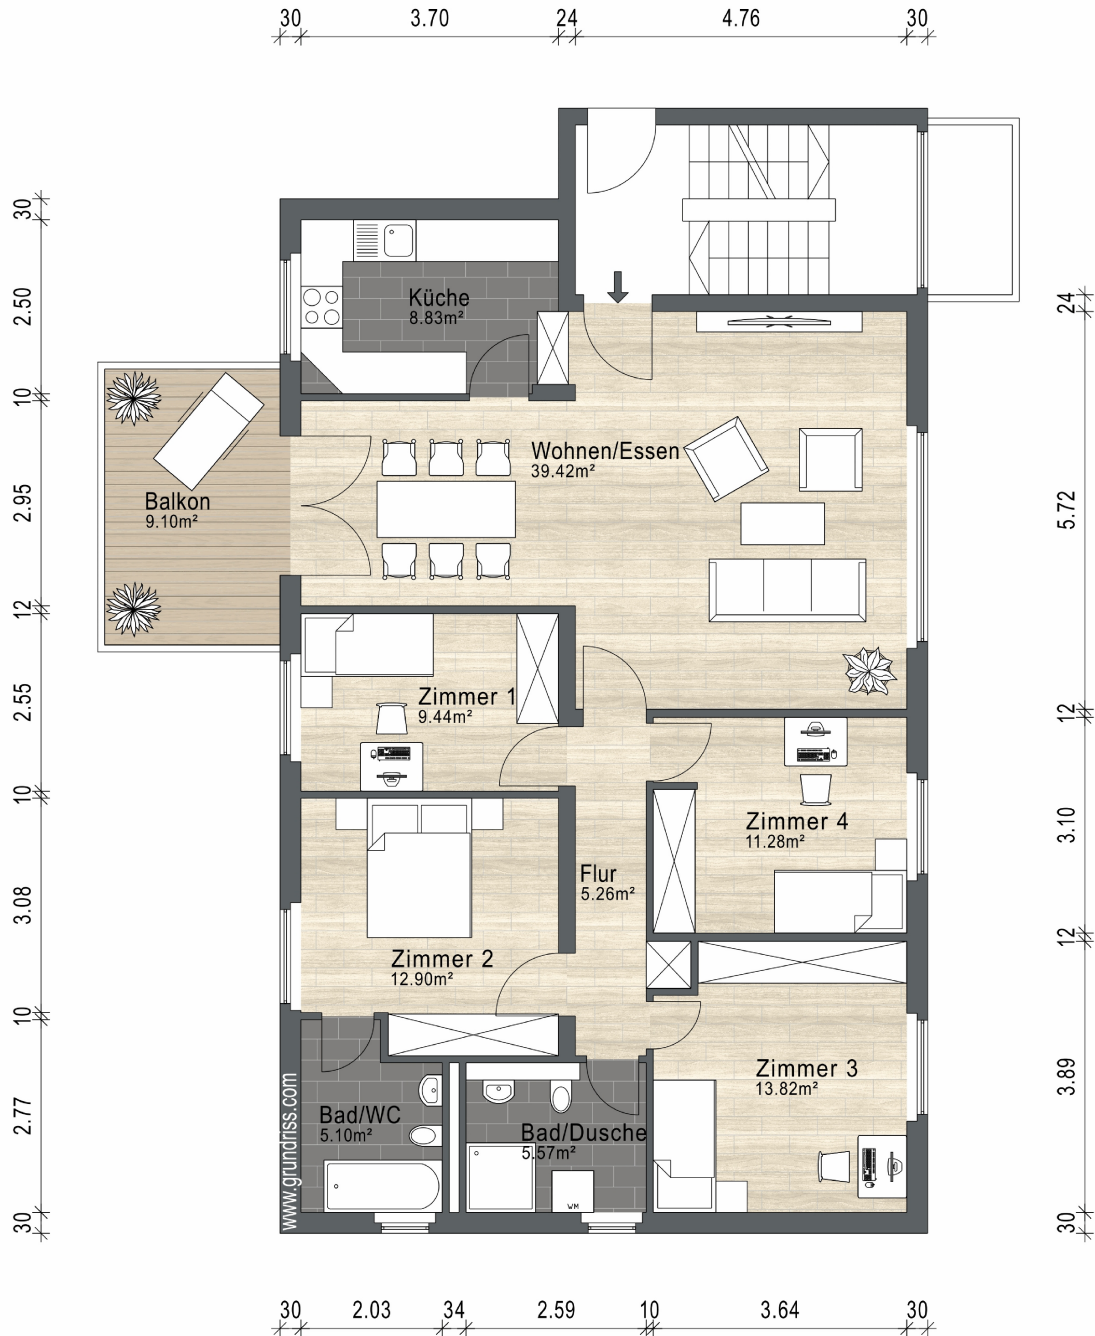 30 3.70 24 4.76 30
30
2.50
10
2.95
12
2.55
10
3.08
10
2.77
30
Küche
8.83m²
Wohnen/Essen
39.42m²
Balkon
9.10m²
Zimmer 1
9.44m²
Zimmer 4
11.28m²
Flur
5.26m²
Zimmer 2
12.90m²
Zimmer 3
13.82m²
Bad/WC
5.10m²
Bad/Dusche
5.57m²
WM
www.grundriss.com
24
5.72
12
3.10
12
3.89
30
30 2.03 34 2.59 10 3.64 30